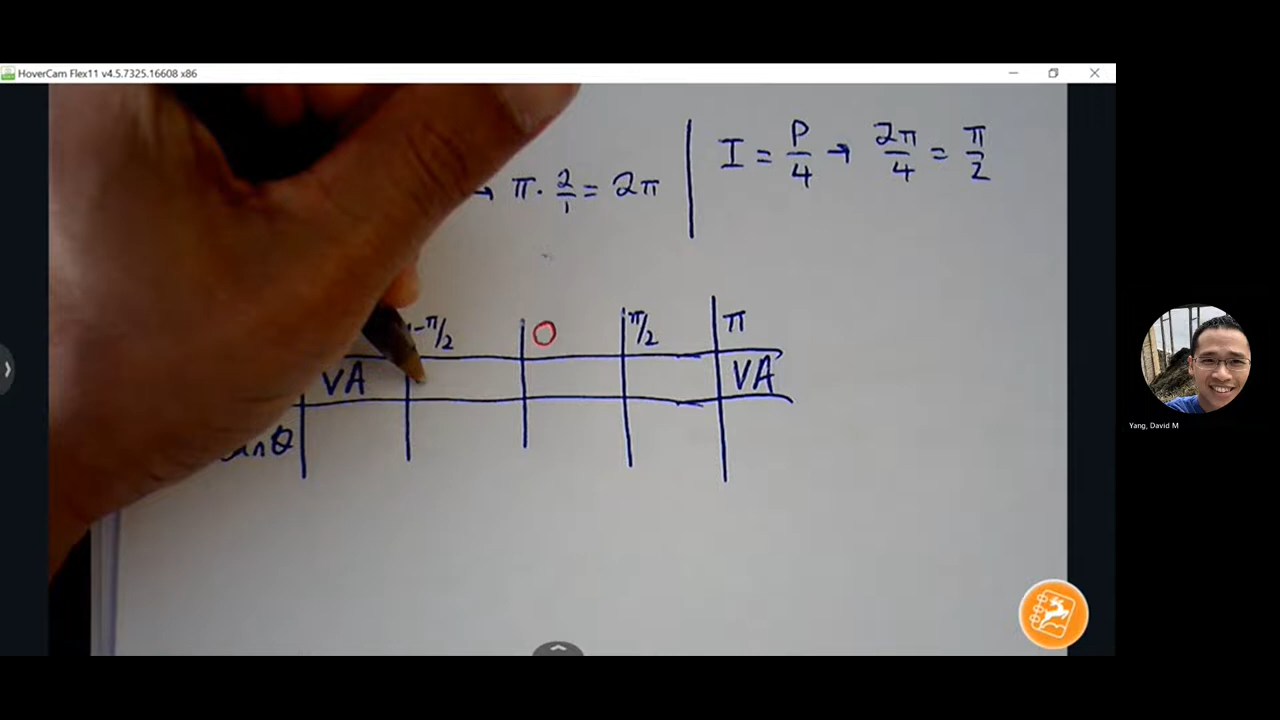 HoverCam Flex11 v4.5.7325.16608 x86
→ π · 2/1 = 2π
I = P/4 → 2π/4 = π/2
-π/2 0 π/2 π
VA VA
Yang, David M